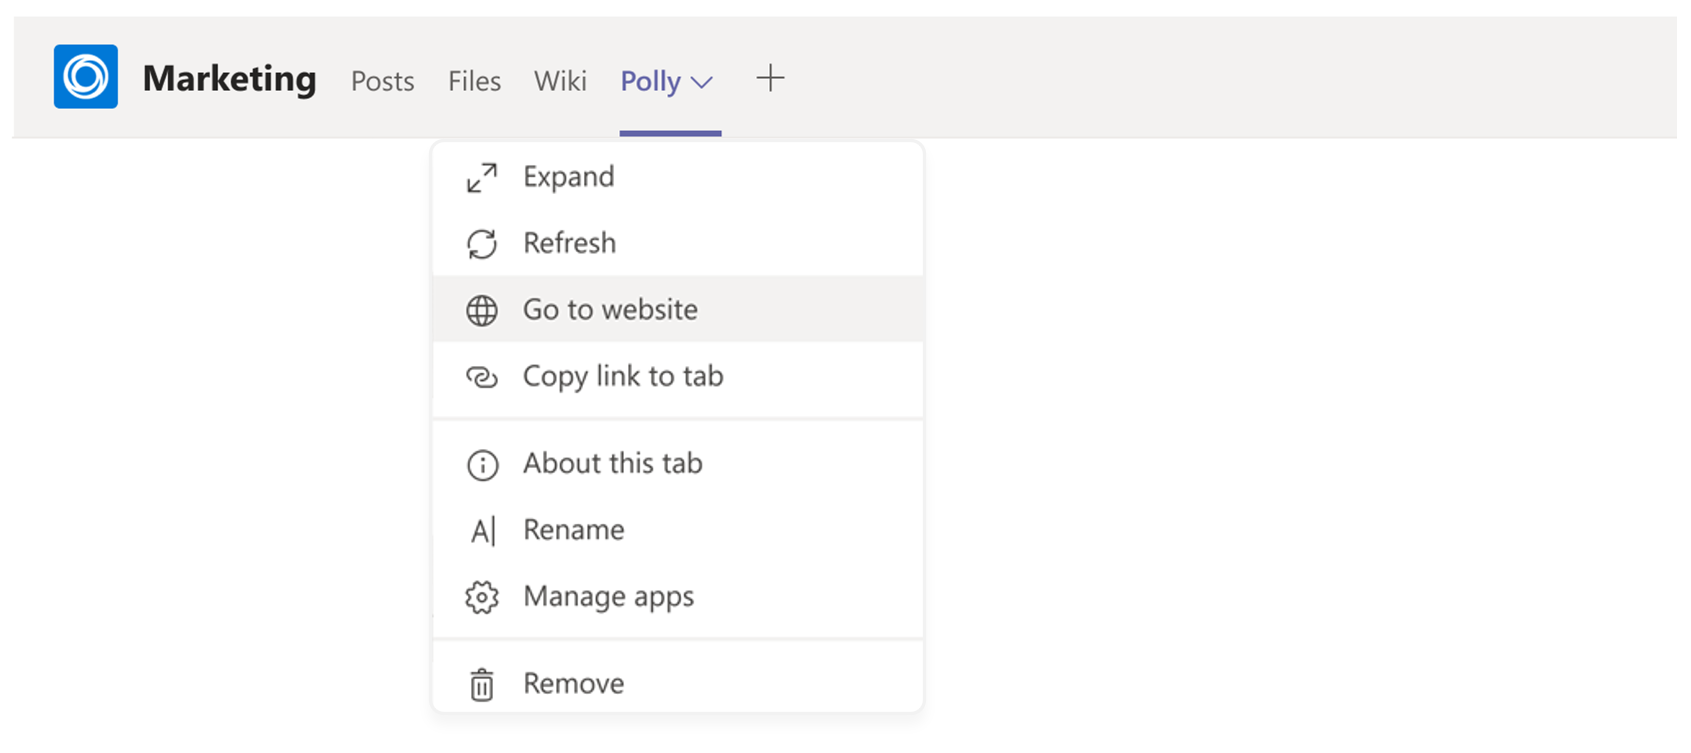 Marketing Posts Files Wiki Polly
Expand
Refresh
Go to website
Copy link to tab
About this tab
Rename
Manage apps
Remove